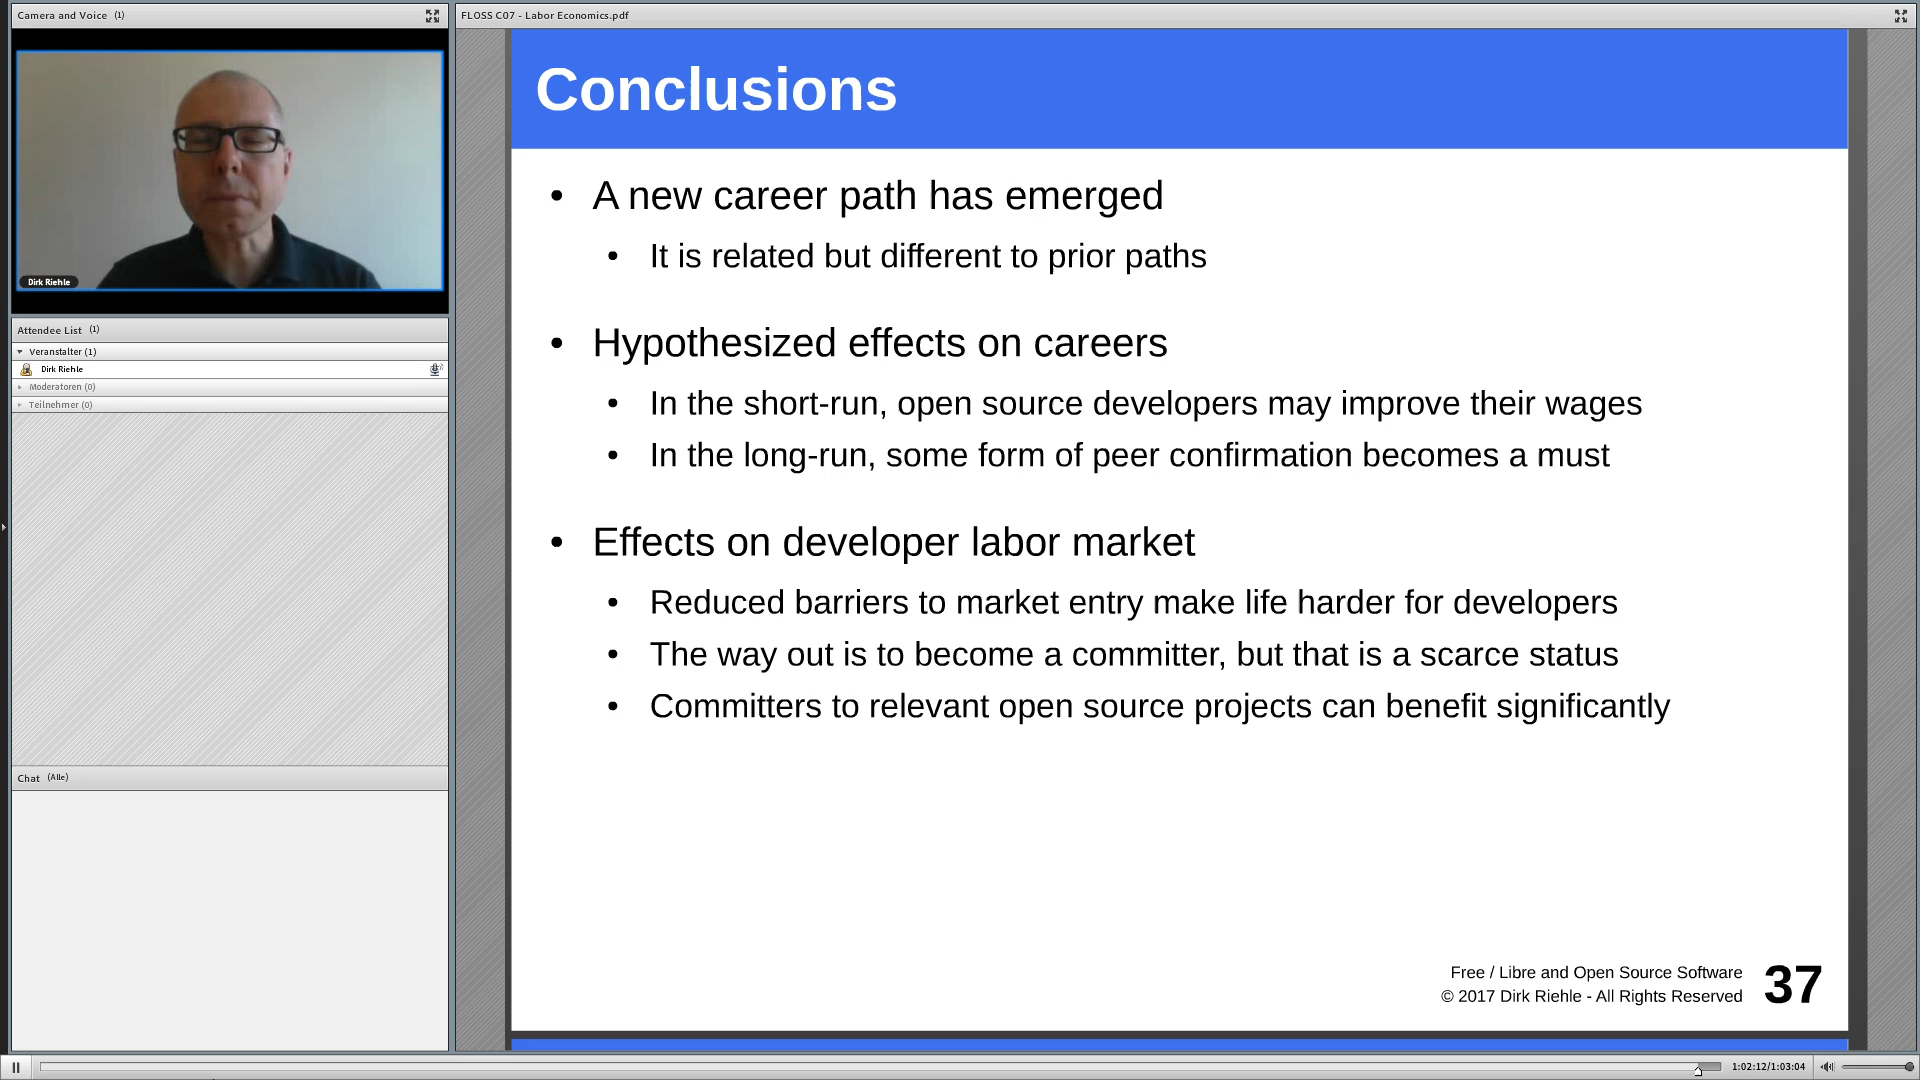 Camera and Voice (1)
Dirk Riehle
Attendee List (1)
Veranstalter (1)
Dirk Riehle
Moderatoren (0)
Teilnehmer (0)
Chat (Alle)
FLOSS C07 - Labor Economics.pdf
Conclusions
• A new career path has emerged
• It is related but different to prior paths
• Hypothesized effects on careers
• In the short-run, open source developers may improve their wages
• In the long-run, some form of peer confirmation becomes a must
• Effects on developer labor market
• Reduced barriers to market entry make life harder for developers
• The way out is to become a committer, but that is a scarce status
• Committers to relevant open source projects can benefit significantly
Free / Libre and Open Source Software
© 2017 Dirk Riehle - All Rights Reserved
37
1:02:12/1:03:04